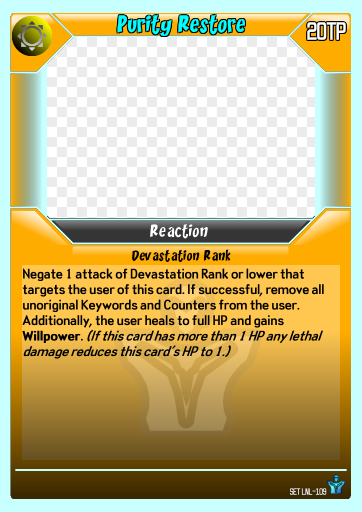 Purity Restore
20TP
Reaction
Devastation Rank
Negate 1 attack of Devastation Rank or lower that
targets the user of this card. If successful, remove all
unoriginal Keywords and Counters from the user.
Additionally, the user heals to full HP and gains
Willpower. (If this card has more than 1 HP any lethal
damage reduces this card's HP to 1.)
SET LNL-109